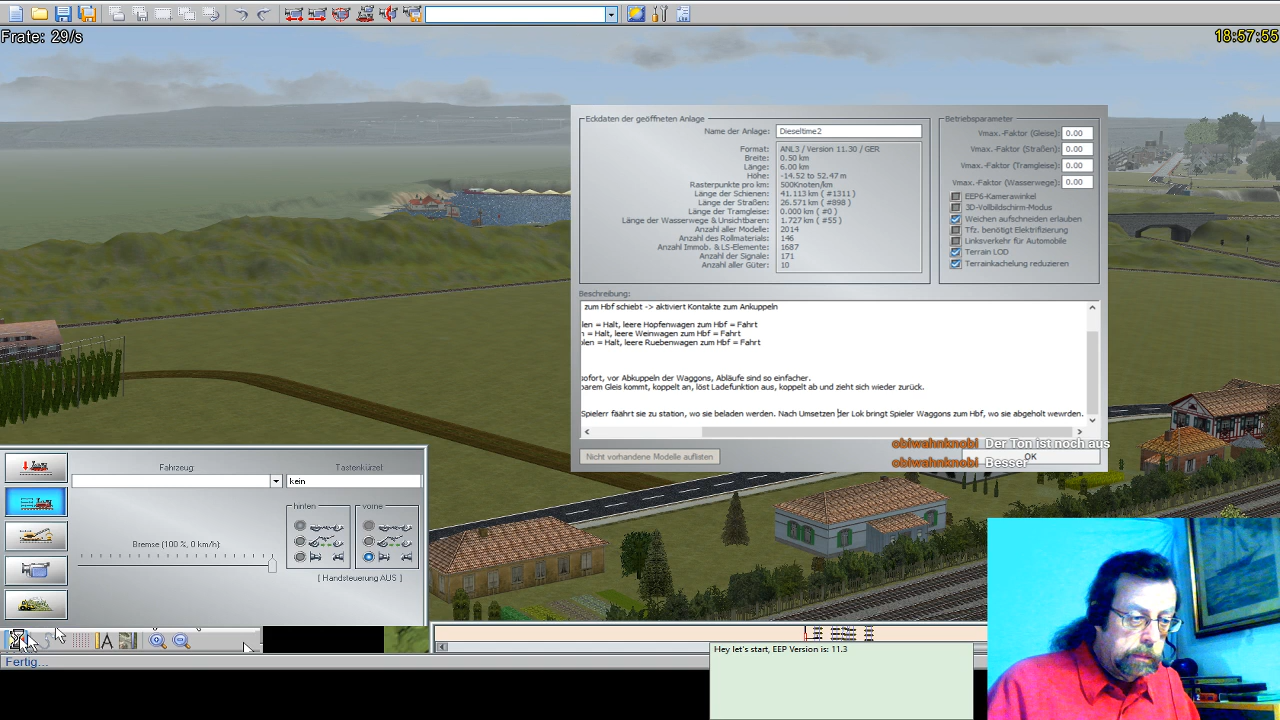 Frate: 29/s
18:57:55
Eckdaten der geöffneten Anlage
Name der Anlage: Dieseltime2
Format: ANL3 / Version 11.30 / GER
Breite: 0.50 km
Länge: 6.00 km
Höhe: -14.52 to 52.47 m
Rasterpunkte pro km: 500Knoten/km
Länge der Schienen: 41.113 km ( #1311)
Länge der Straßen: 26.571 km ( #898)
Länge der Tramgleise: 0.000 km ( #0)
Länge der Wasserwege & Unsichtbaren: 1.727 km ( #55)
Anzahl aller Modelle: 2014
Anzahl des Rollmaterials: 146
Anzahl Immob. & LS-Elemente: 1687
Anzahl der Signale: 171
Anzahl aller Güter: 10
Betriebsparameter
Vmax.-Faktor (Gleise): 0.00
Vmax.-Faktor (Straßen): 0.00
Vmax.-Faktor (Tramgleise): 0.00
Vmax.-Faktor (Wasserwege): 0.00
EEP6-Kamerawinkel
3D-Vollbildschirm-Modus
Weichen aufschneiden erlauben
Tfz. benötigt Elektrifizierung
Linksverkehr für Automobile
Terrain LOD
Terrainkachelung reduzieren
Beschreibung:
zum Hbf schiebt -> aktiviert Kontakte zum Ankuppeln
len = Halt, leere Hopfenwagen zum Hbf = Fahrt
n = Halt, leere Weinwagen zum Hbf = Fahrt
olen = Halt, leere Ruebenwagen zum Hbf = Fahrt
sofort, vor Abkuppeln der Waggons, Abläufe sind so einfacher.
barem Gleis kommt, koppelt an, löst Ladefunktion aus, koppelt ab und zieht sich wieder zurück.
Spielerr fäährt sie zu station, wo sie beladen werden. Nach Umsetzen der Lok bringt Spieler Waggons zum Hbf, wo sie abgeholt wewrden.
obiwahnknobi Der Ton ist noch aus
Nicht vorhandene Modelle auflisten
OK
obiwahnknobi Besser
Fahrzeug:
Tastenkürzel
kein
hinten
vorne
Bremse (100 %, 0 km/h)
[ Handsteuerung AUS ]
A
Fertig...
Hey let's start, EEP Version is: 11.3